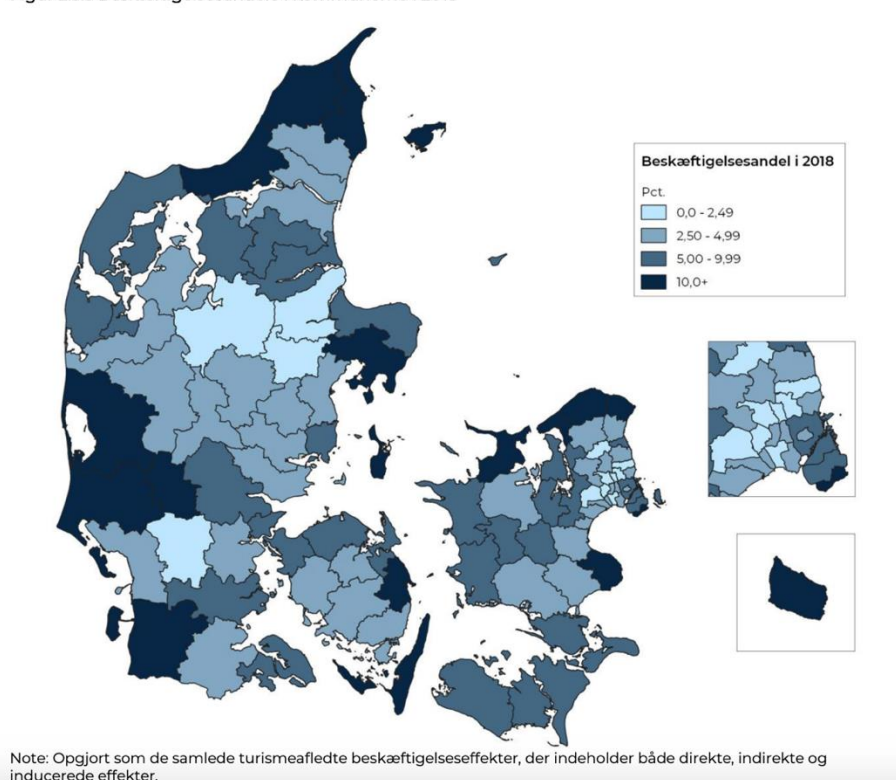 Beskæftigelsesandel i 2018
Pct.
0,0 - 2,49
2,50 - 4,99
5,00 - 9,99
10,0+
Note: Opgjort som de samlede turismeafledte beskæftigelseseffekter, der indeholder både direkte, indirekte og
inducerede effekter.